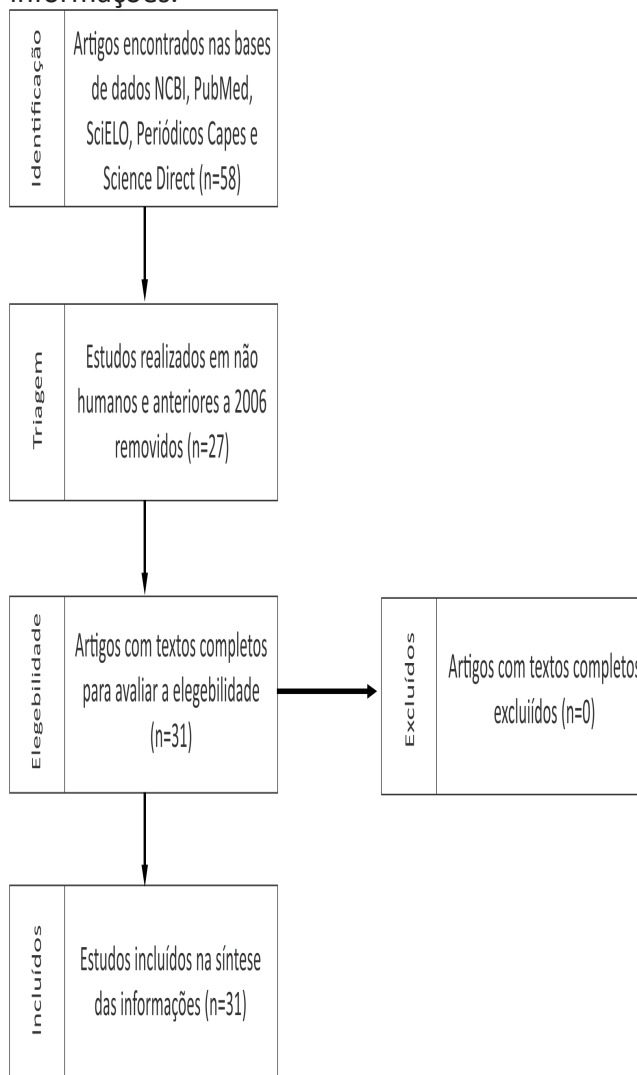 informações.
Identificação
Artigos encontrados nas bases
de dados NCBI, PubMed,
SciELO, Periódicos Capes e
Science Direct (n=58)
Triagem
Estudos realizados em não
humanos e anteriores a 2006
removidos (n=27)
Elegebilidade
Artigos com textos completos
para avaliar a elegebilidade
(n=31)
Excluídos
Artigos com textos completos
excluiídos (n=0)
Incluídos
Estudos incluídos na síntese
das informações (n=31)